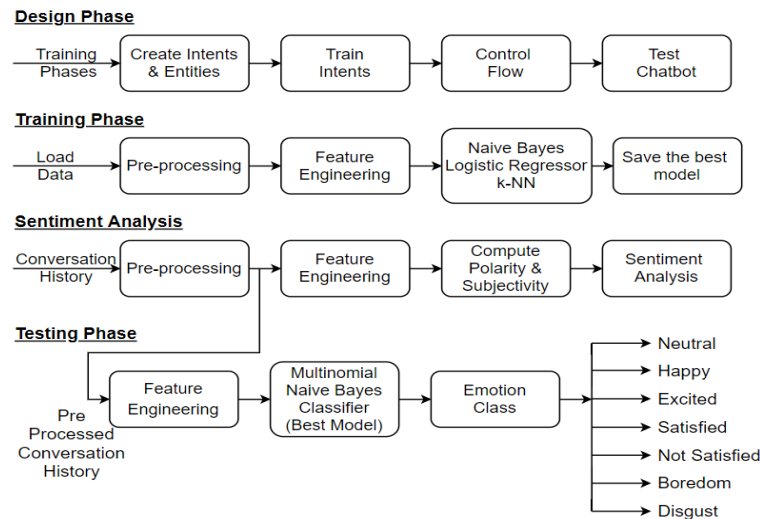 Design Phase
Training
Phases
Create Intents
& Entities
Train
Intents
Control
Flow
Test
Chatbot
Training Phase
Load
Data
Pre-processing
Feature
Engineering
Naive Bayes
Logistic Regressor
k-NN
Save the best
model
Sentiment Analysis
Conversation
History
Pre-processing
Feature
Engineering
Compute
Polarity &
Subjectivity
Sentiment
Analysis
Testing Phase
Pre
Processed
Conversation
History
Feature
Engineering
Multinomial
Naive Bayes
Classifier
(Best Model)
Emotion
Class
Neutral
Happy
Excited
Satisfied
Not Satisfied
Boredom
Disgust